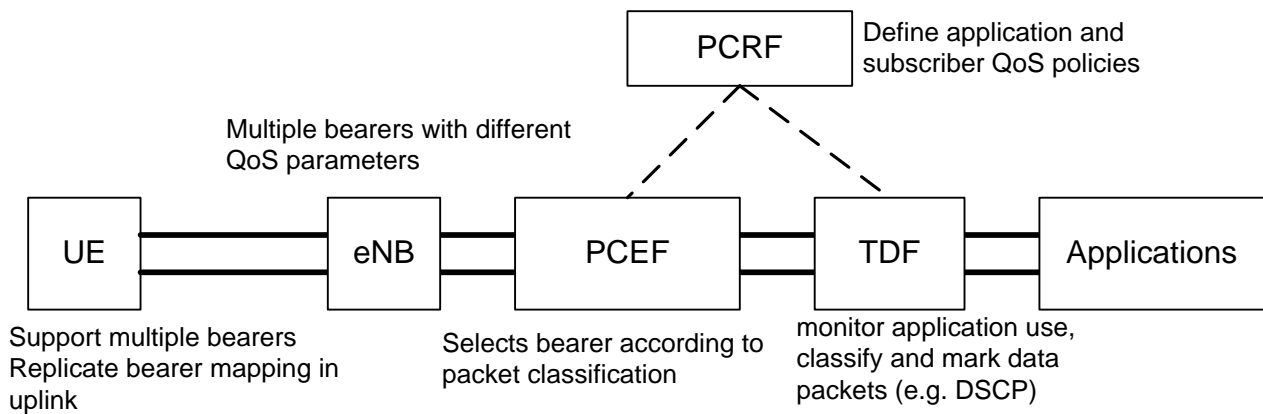 PCRF
Define application and
subscriber QoS policies
Multiple bearers with different
QoS parameters
UE
eNB
PCEF
TDF
Applications
Support multiple bearers
Replicate bearer mapping in
uplink
Selects bearer according to
packet classification
monitor application use,
classify and mark data
packets (e.g. DSCP)